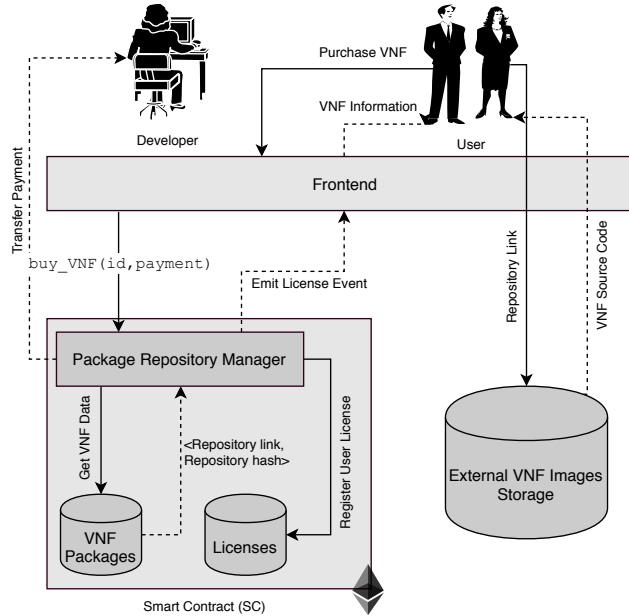 Purchase VNF
VNF Information
Developer
User
Transfer Payment
Frontend
buy_VNF(id,payment)
Emit License Event
Repository Link
VNF Source Code
Package Repository Manager
Get VNF Data
<Repository link,
Repository hash>
Register User License
External VNF Images
Storage
VNF
Packages
Licenses
Smart Contract (SC)